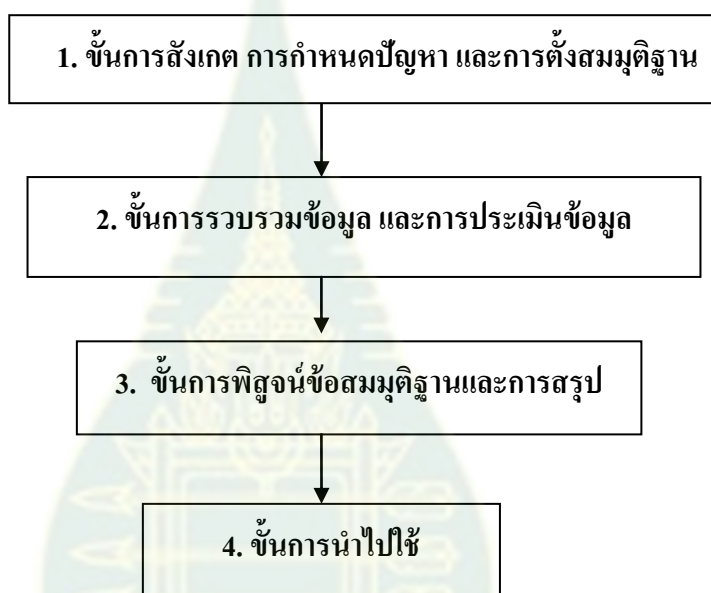 1. ขั้นการสังเกต การกำหนดปัญหา และการตั้งสมมุติฐาน
2. ขั้นการรวบรวมข้อมูล และการประเมินข้อมูล
3. ขั้นการพิสูจน์ข้อสมมุติฐานและการสรุป
4. ขั้นการนำไปใช้